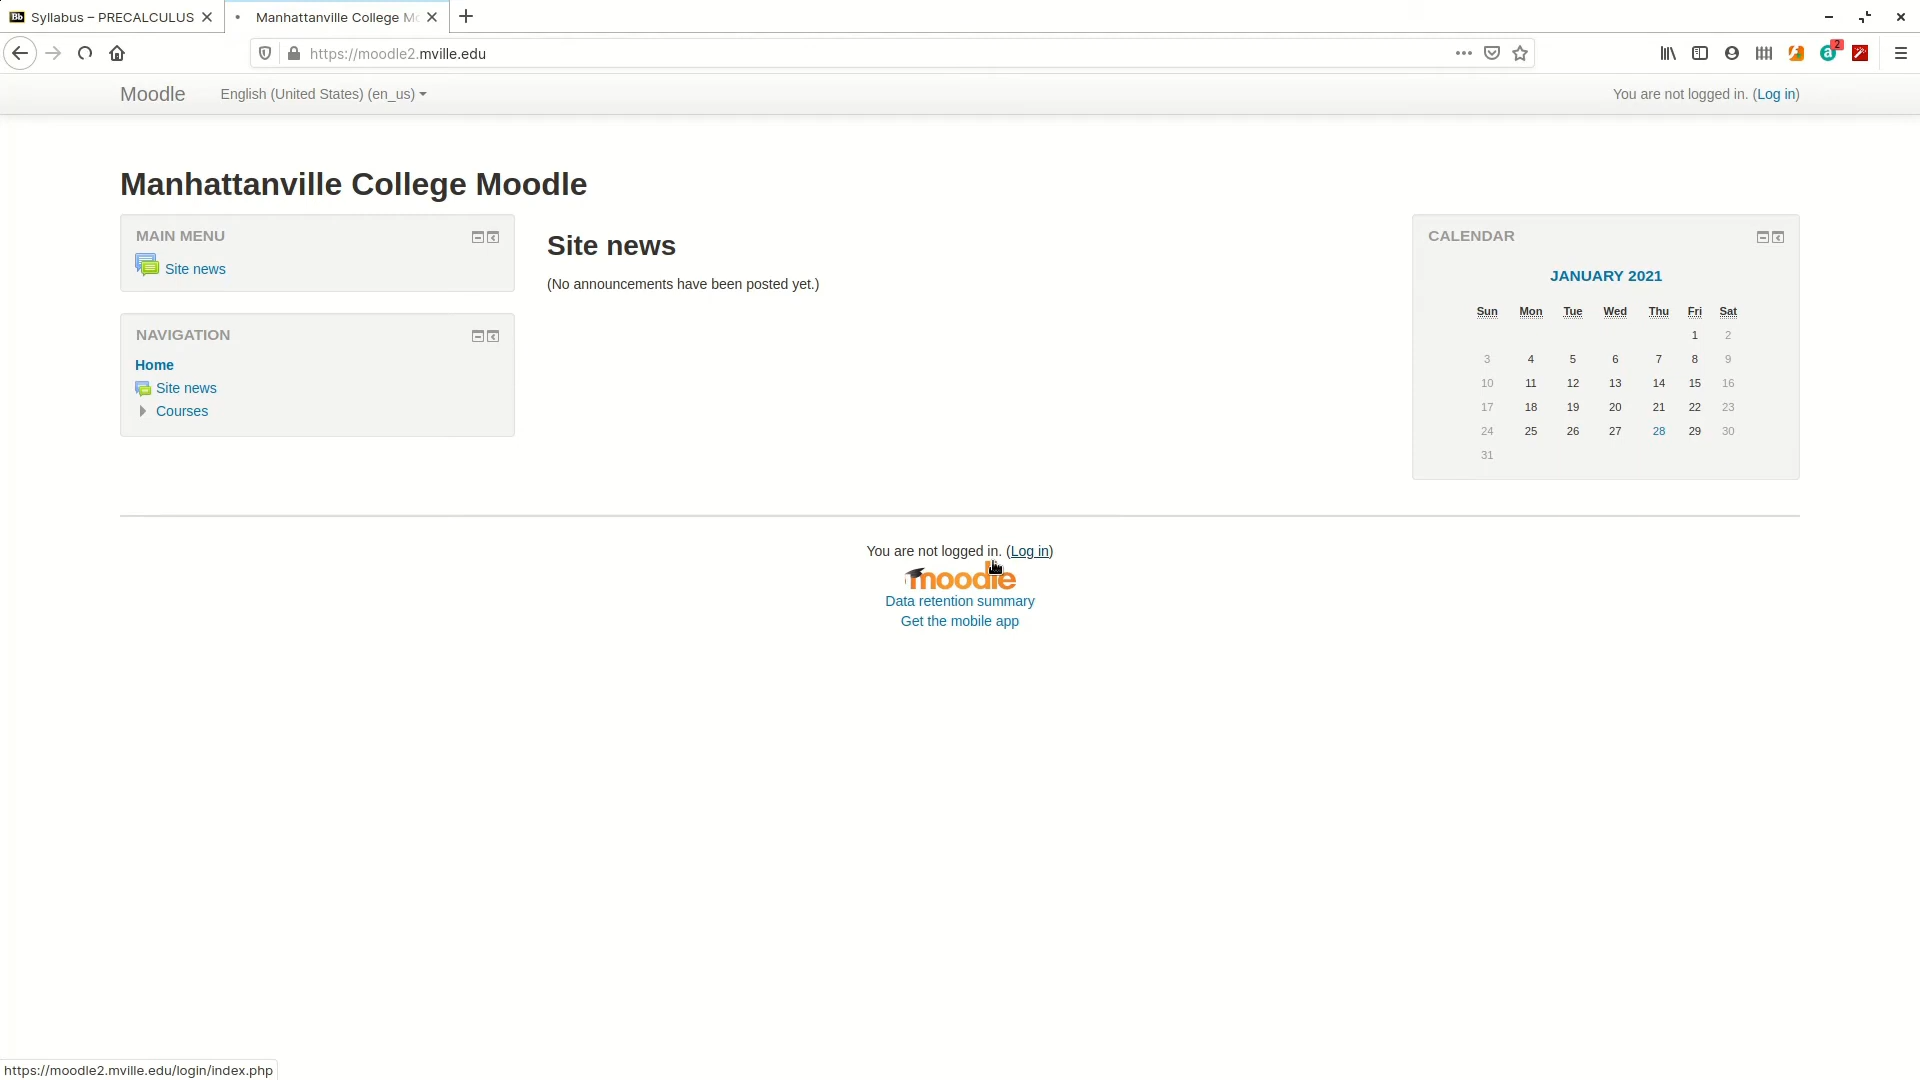 Syllabus – PRECALCULUS
Manhattanville College Mo
https://moodle2.mville.edu
2
Moodle
English (United States) (en_us)
You are not logged in. (Log in)
Manhattanville College Moodle
MAIN MENU
Site news
NAVIGATION
Home
Site news
Courses
Site news
(No announcements have been posted yet.)
CALENDAR
JANUARY 2021
Sun Mon Tue Wed Thu Fri Sat
1 2
3 4 5 6 7 8 9
10 11 12 13 14 15 16
17 18 19 20 21 22 23
24 25 26 27 28 29 30
31
You are not logged in. (Log in)
moodle
Data retention summary
Get the mobile app
https://moodle2.mville.edu/login/index.php